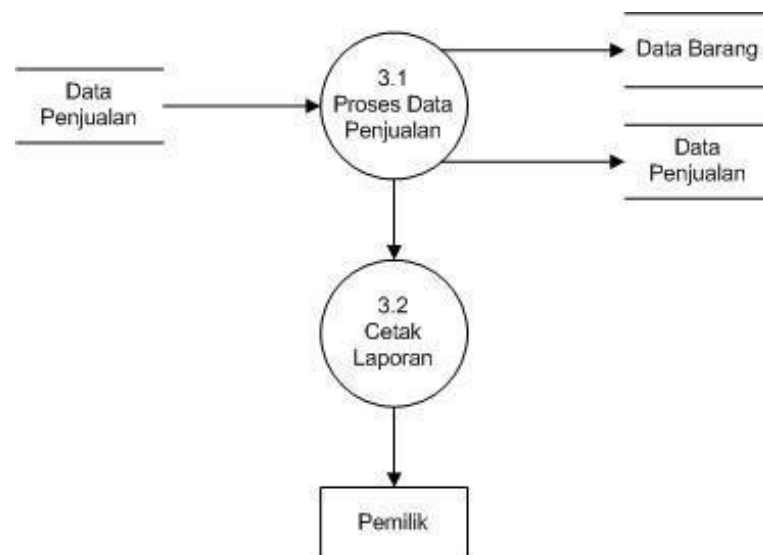 Data
Penjualan
3.1
Proses Data
Penjualan
Data Barang
Data
Penjualan
3.2
Cetak
Laporan
Pemilik